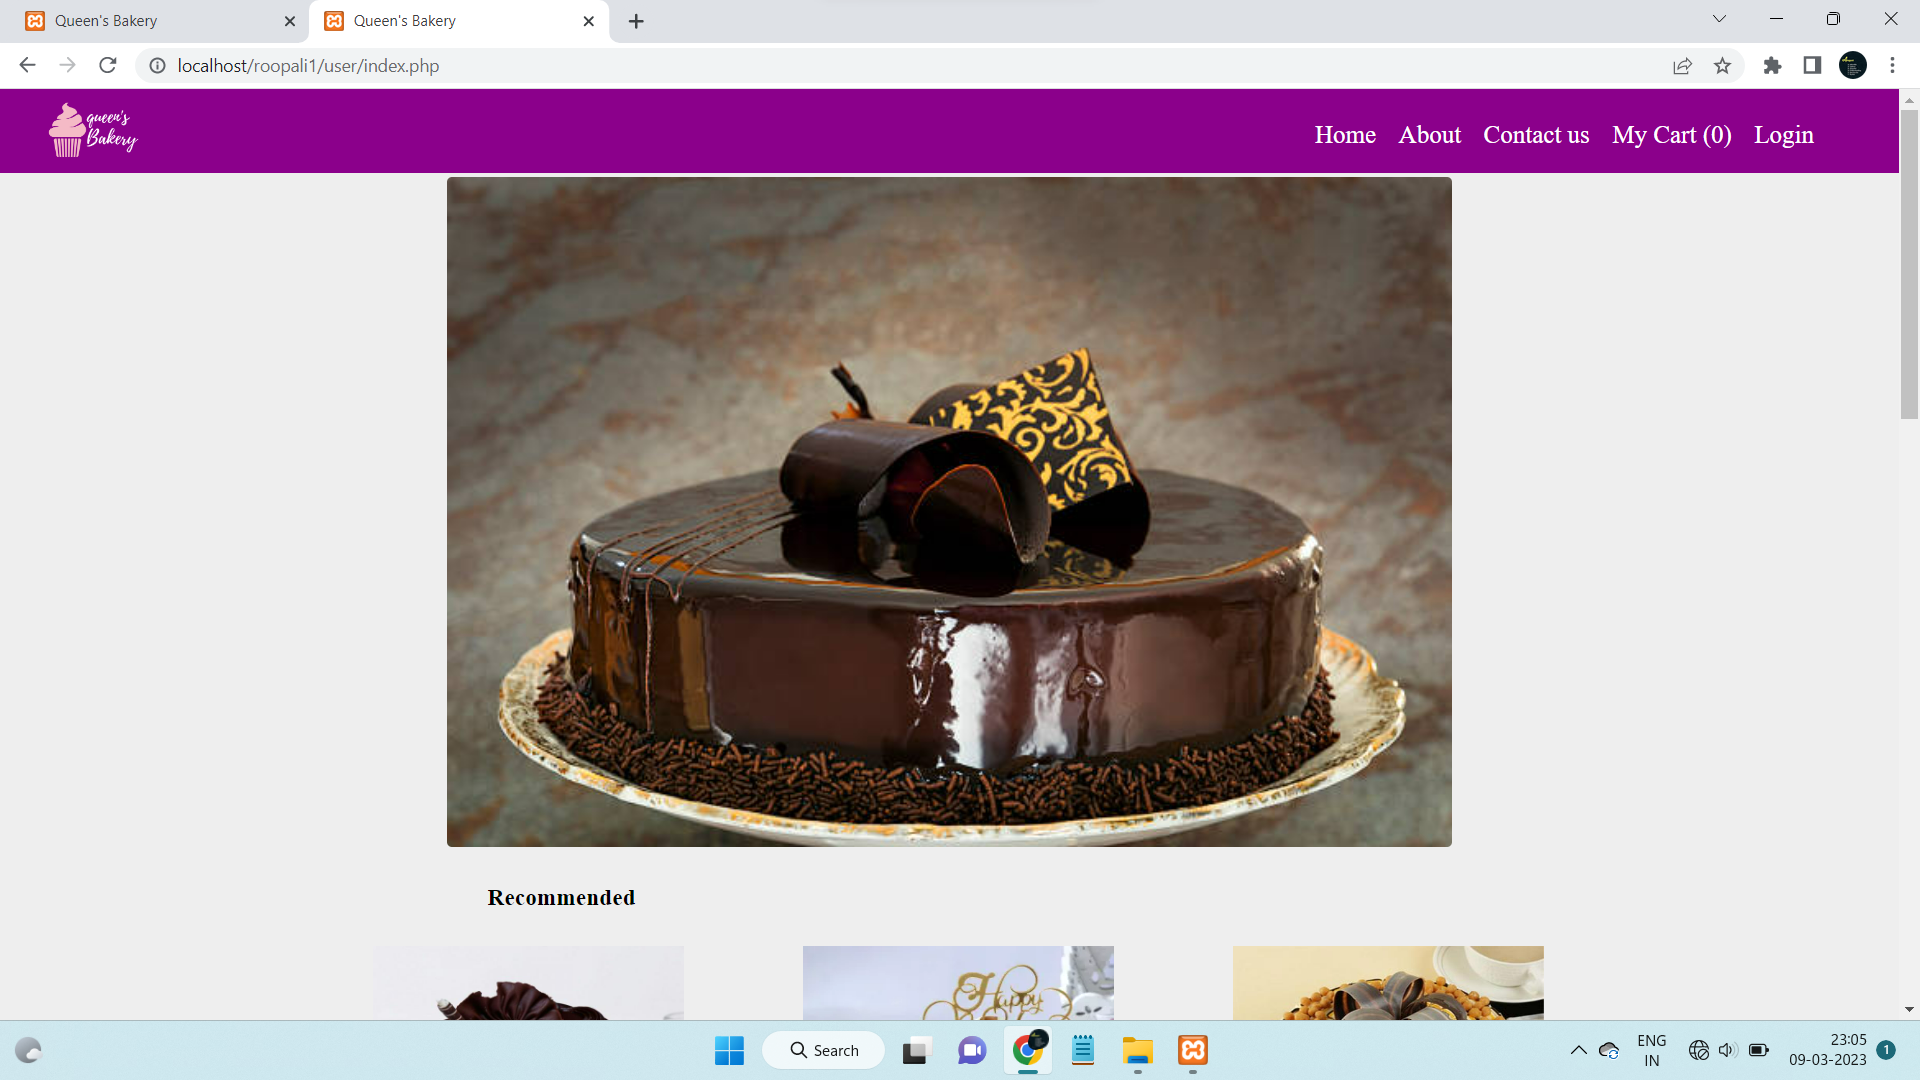 Queen's Bakery
Queen's Bakery
localhost/roopali1/user/index.php
queen's
Bakery
Home About Contact us My Cart (0) Login
Recommended
Happy
Search
ENG
IN
23:05
09-03-2023
1